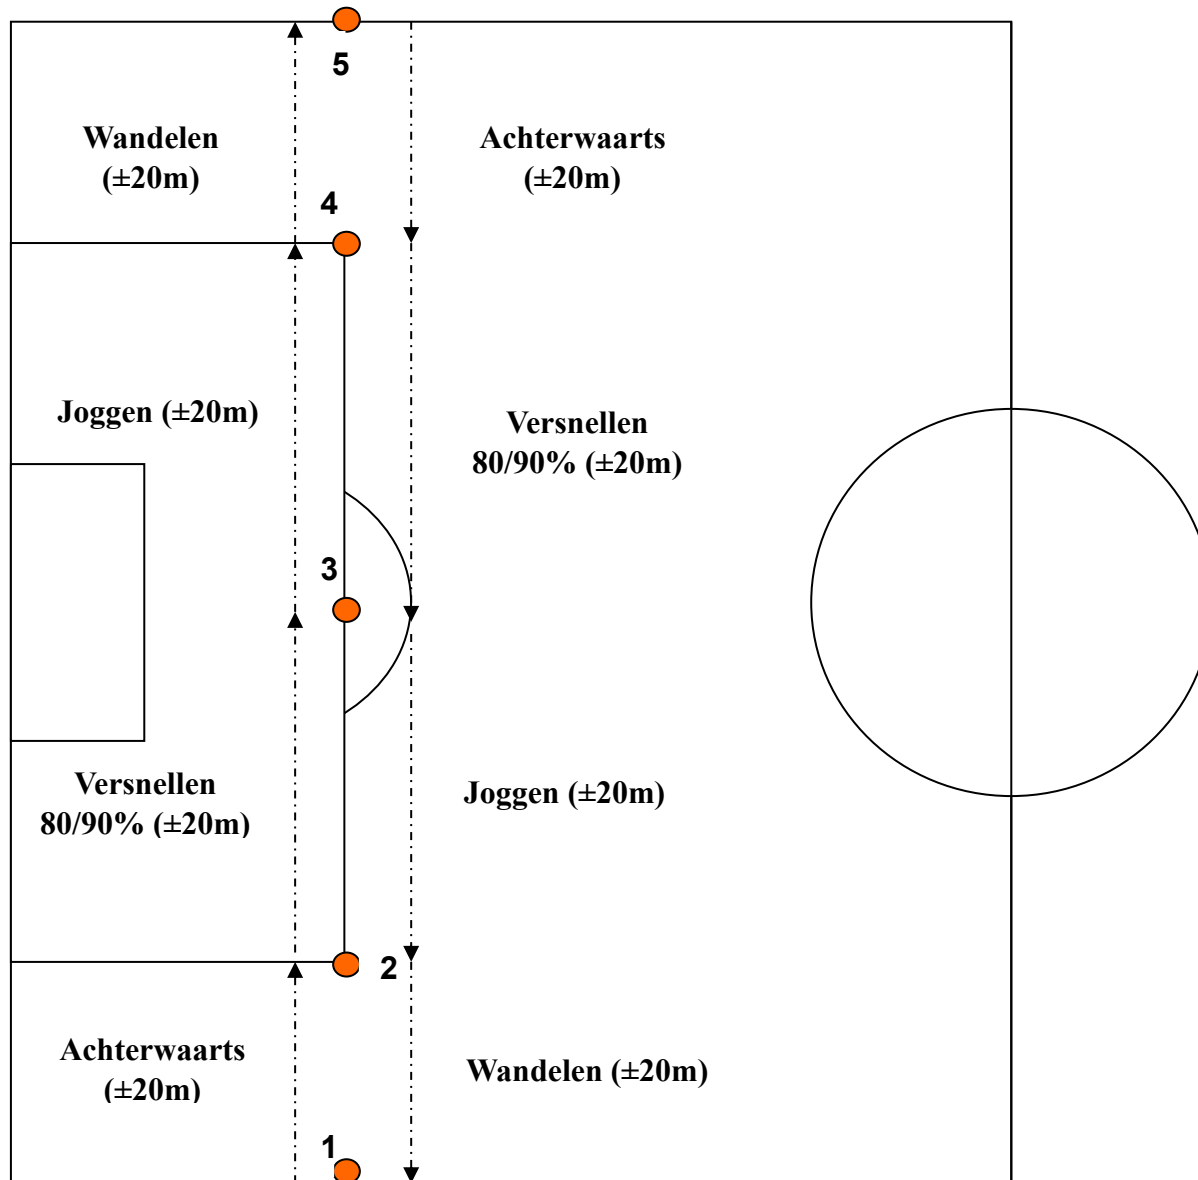 5
Wandelen
(±20m)
Achterwaarts
(±20m)
4
Joggen (±20m)
Versnellen
80/90% (±20m)
3
Versnellen
80/90% (±20m)
Joggen (±20m)
2
Achterwaarts
(±20m)
Wandelen (±20m)
1